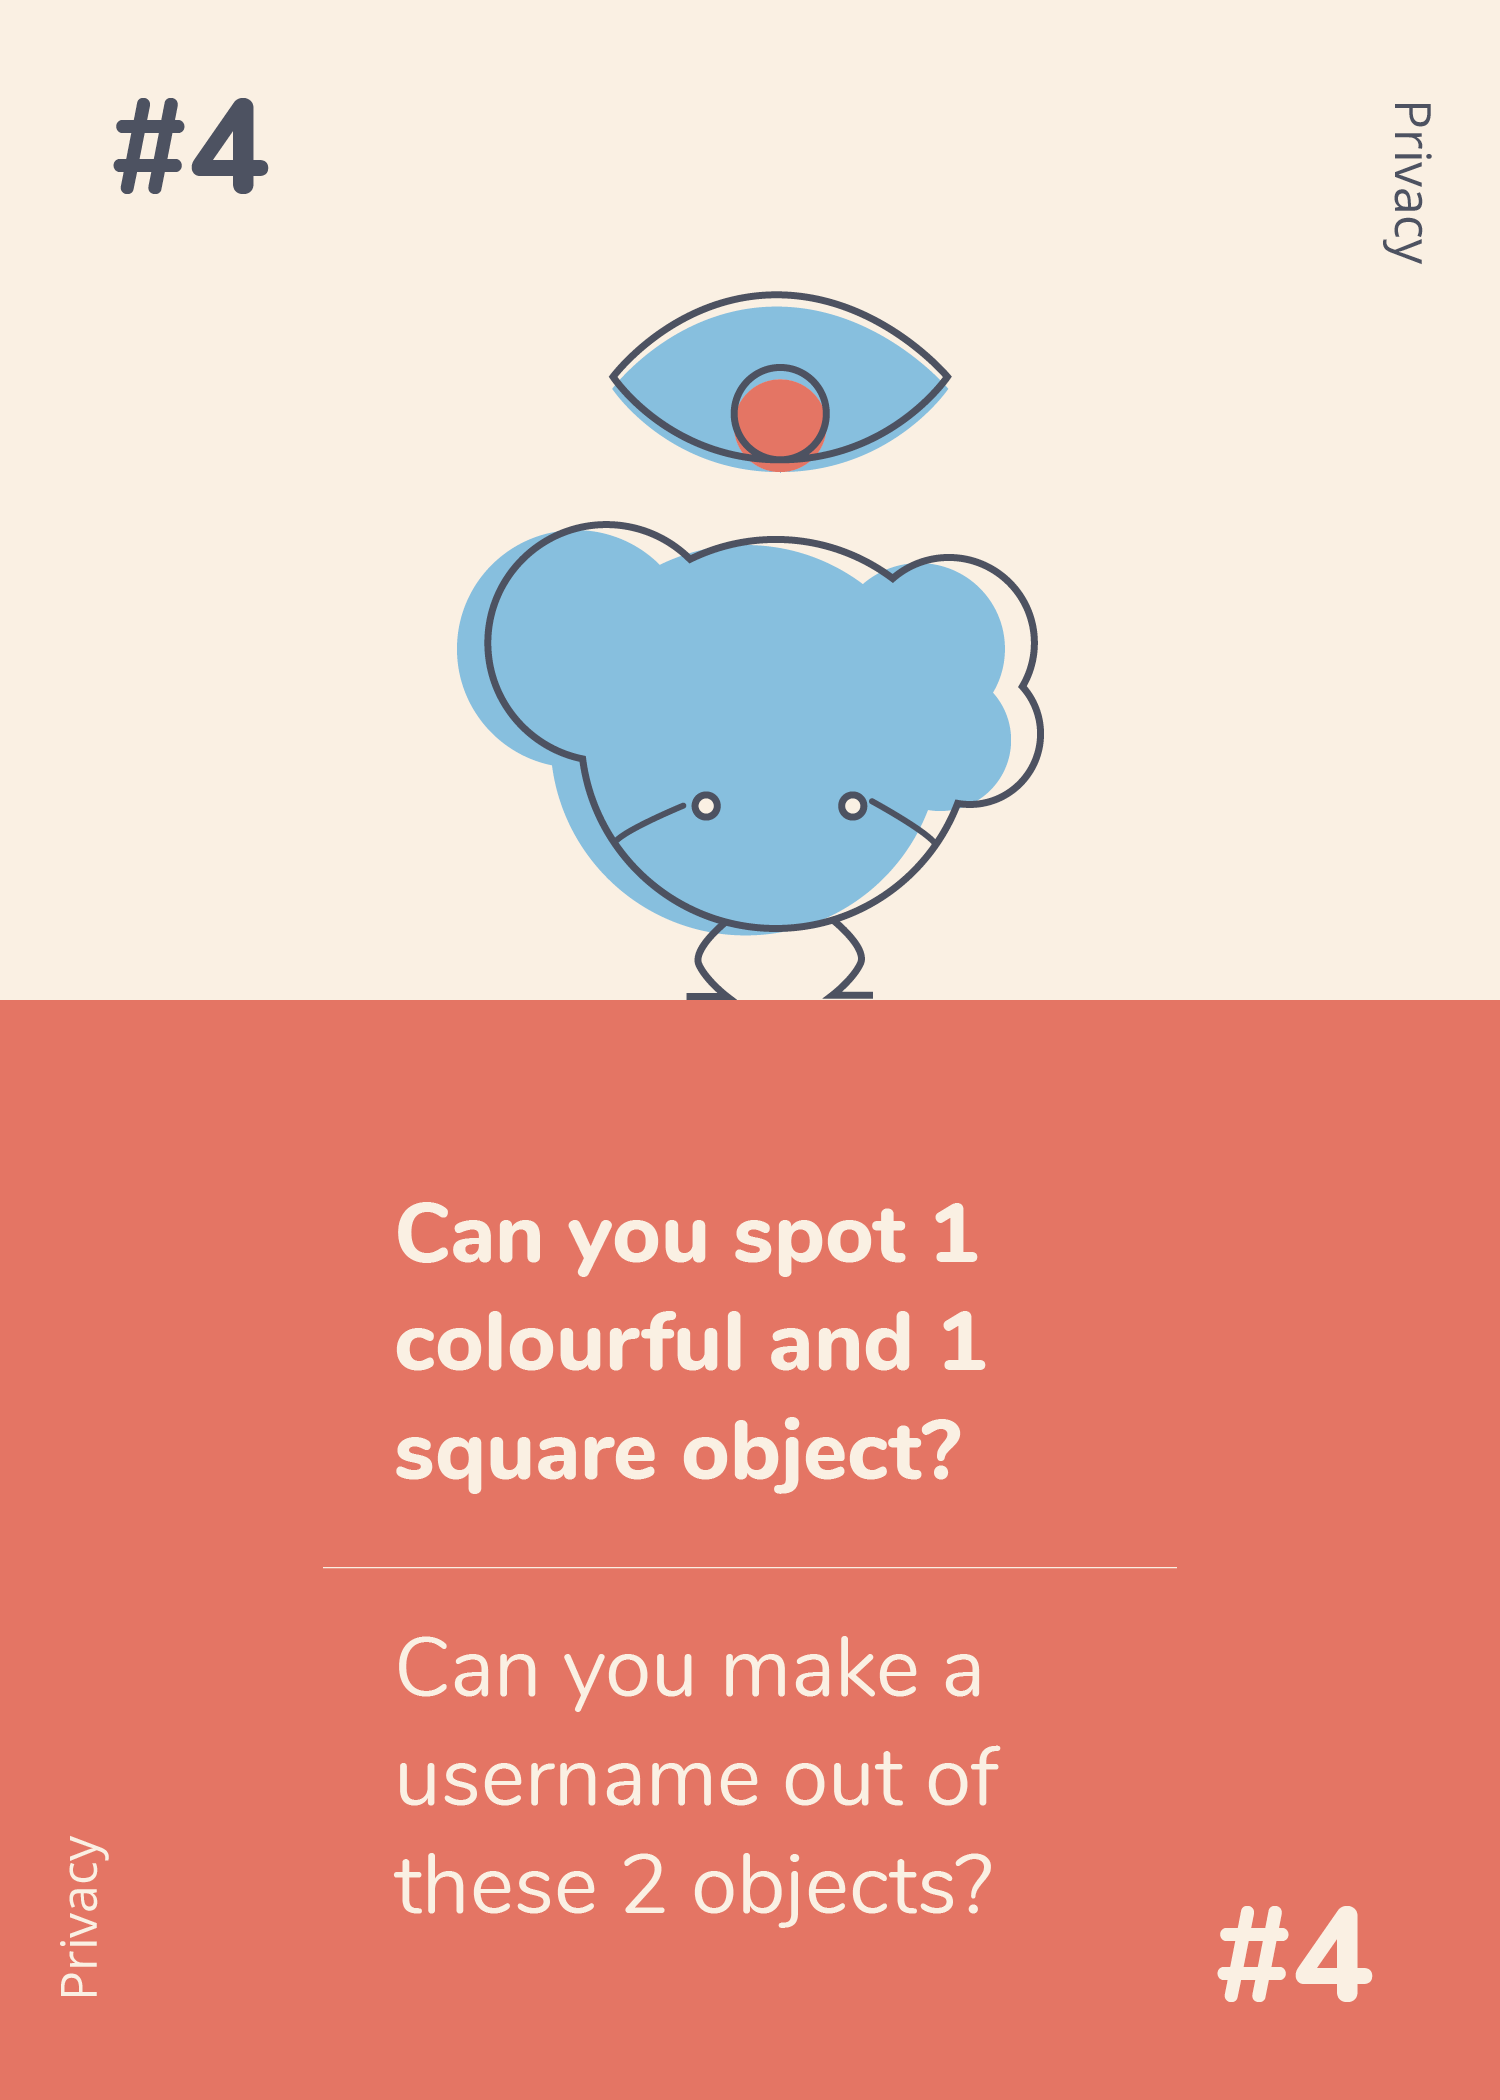 #4
Privacy
Can you spot 1
colourful and 1
square object?
Can you make a
username out of
these 2 objects?
Privacy
#4